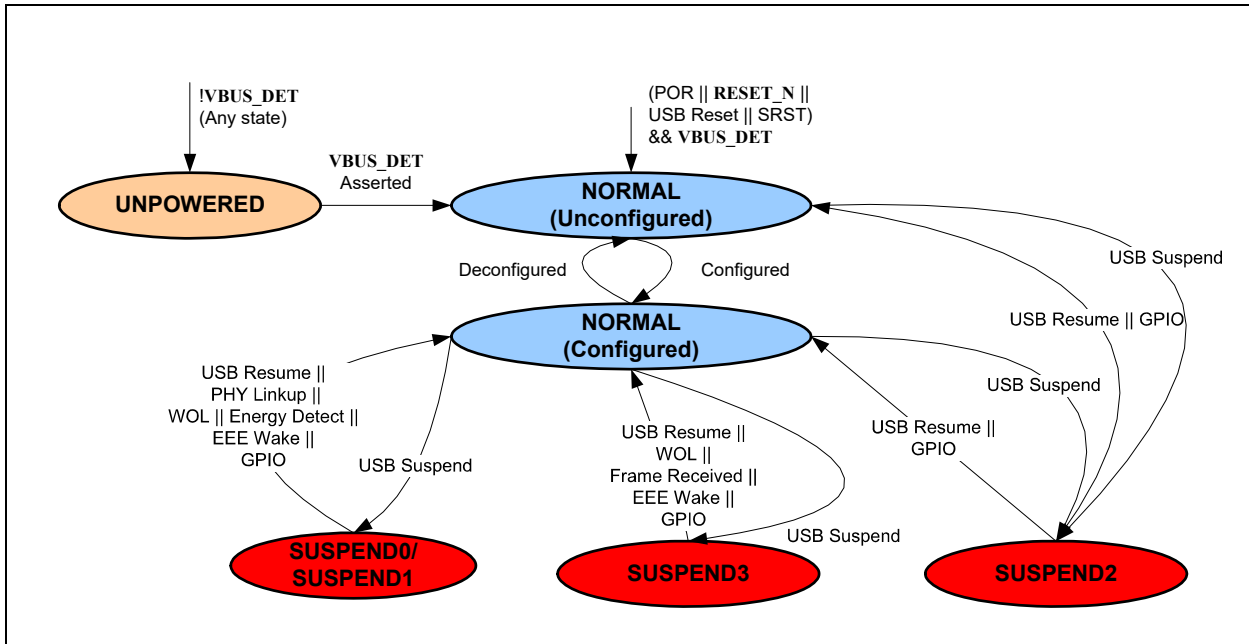 !VBUS_DET
(Any state)
(POR || RESET_N ||
USB Reset || SRST)
&& VBUS_DET
VBUS_DET
Asserted
UNPOWERED
NORMAL
(Unconfigured)
Deconfigured
Configured
USB Suspend
USB Resume || GPIO
NORMAL
(Configured)
USB Resume ||
PHY Linkup ||
WOL || Energy Detect ||
EEE Wake ||
GPIO
USB Suspend
USB Resume ||
WOL ||
Frame Received ||
EEE Wake ||
GPIO
USB Suspend
USB Resume ||
GPIO
USB Suspend
SUSPEND0/
SUSPEND1
SUSPEND3
SUSPEND2